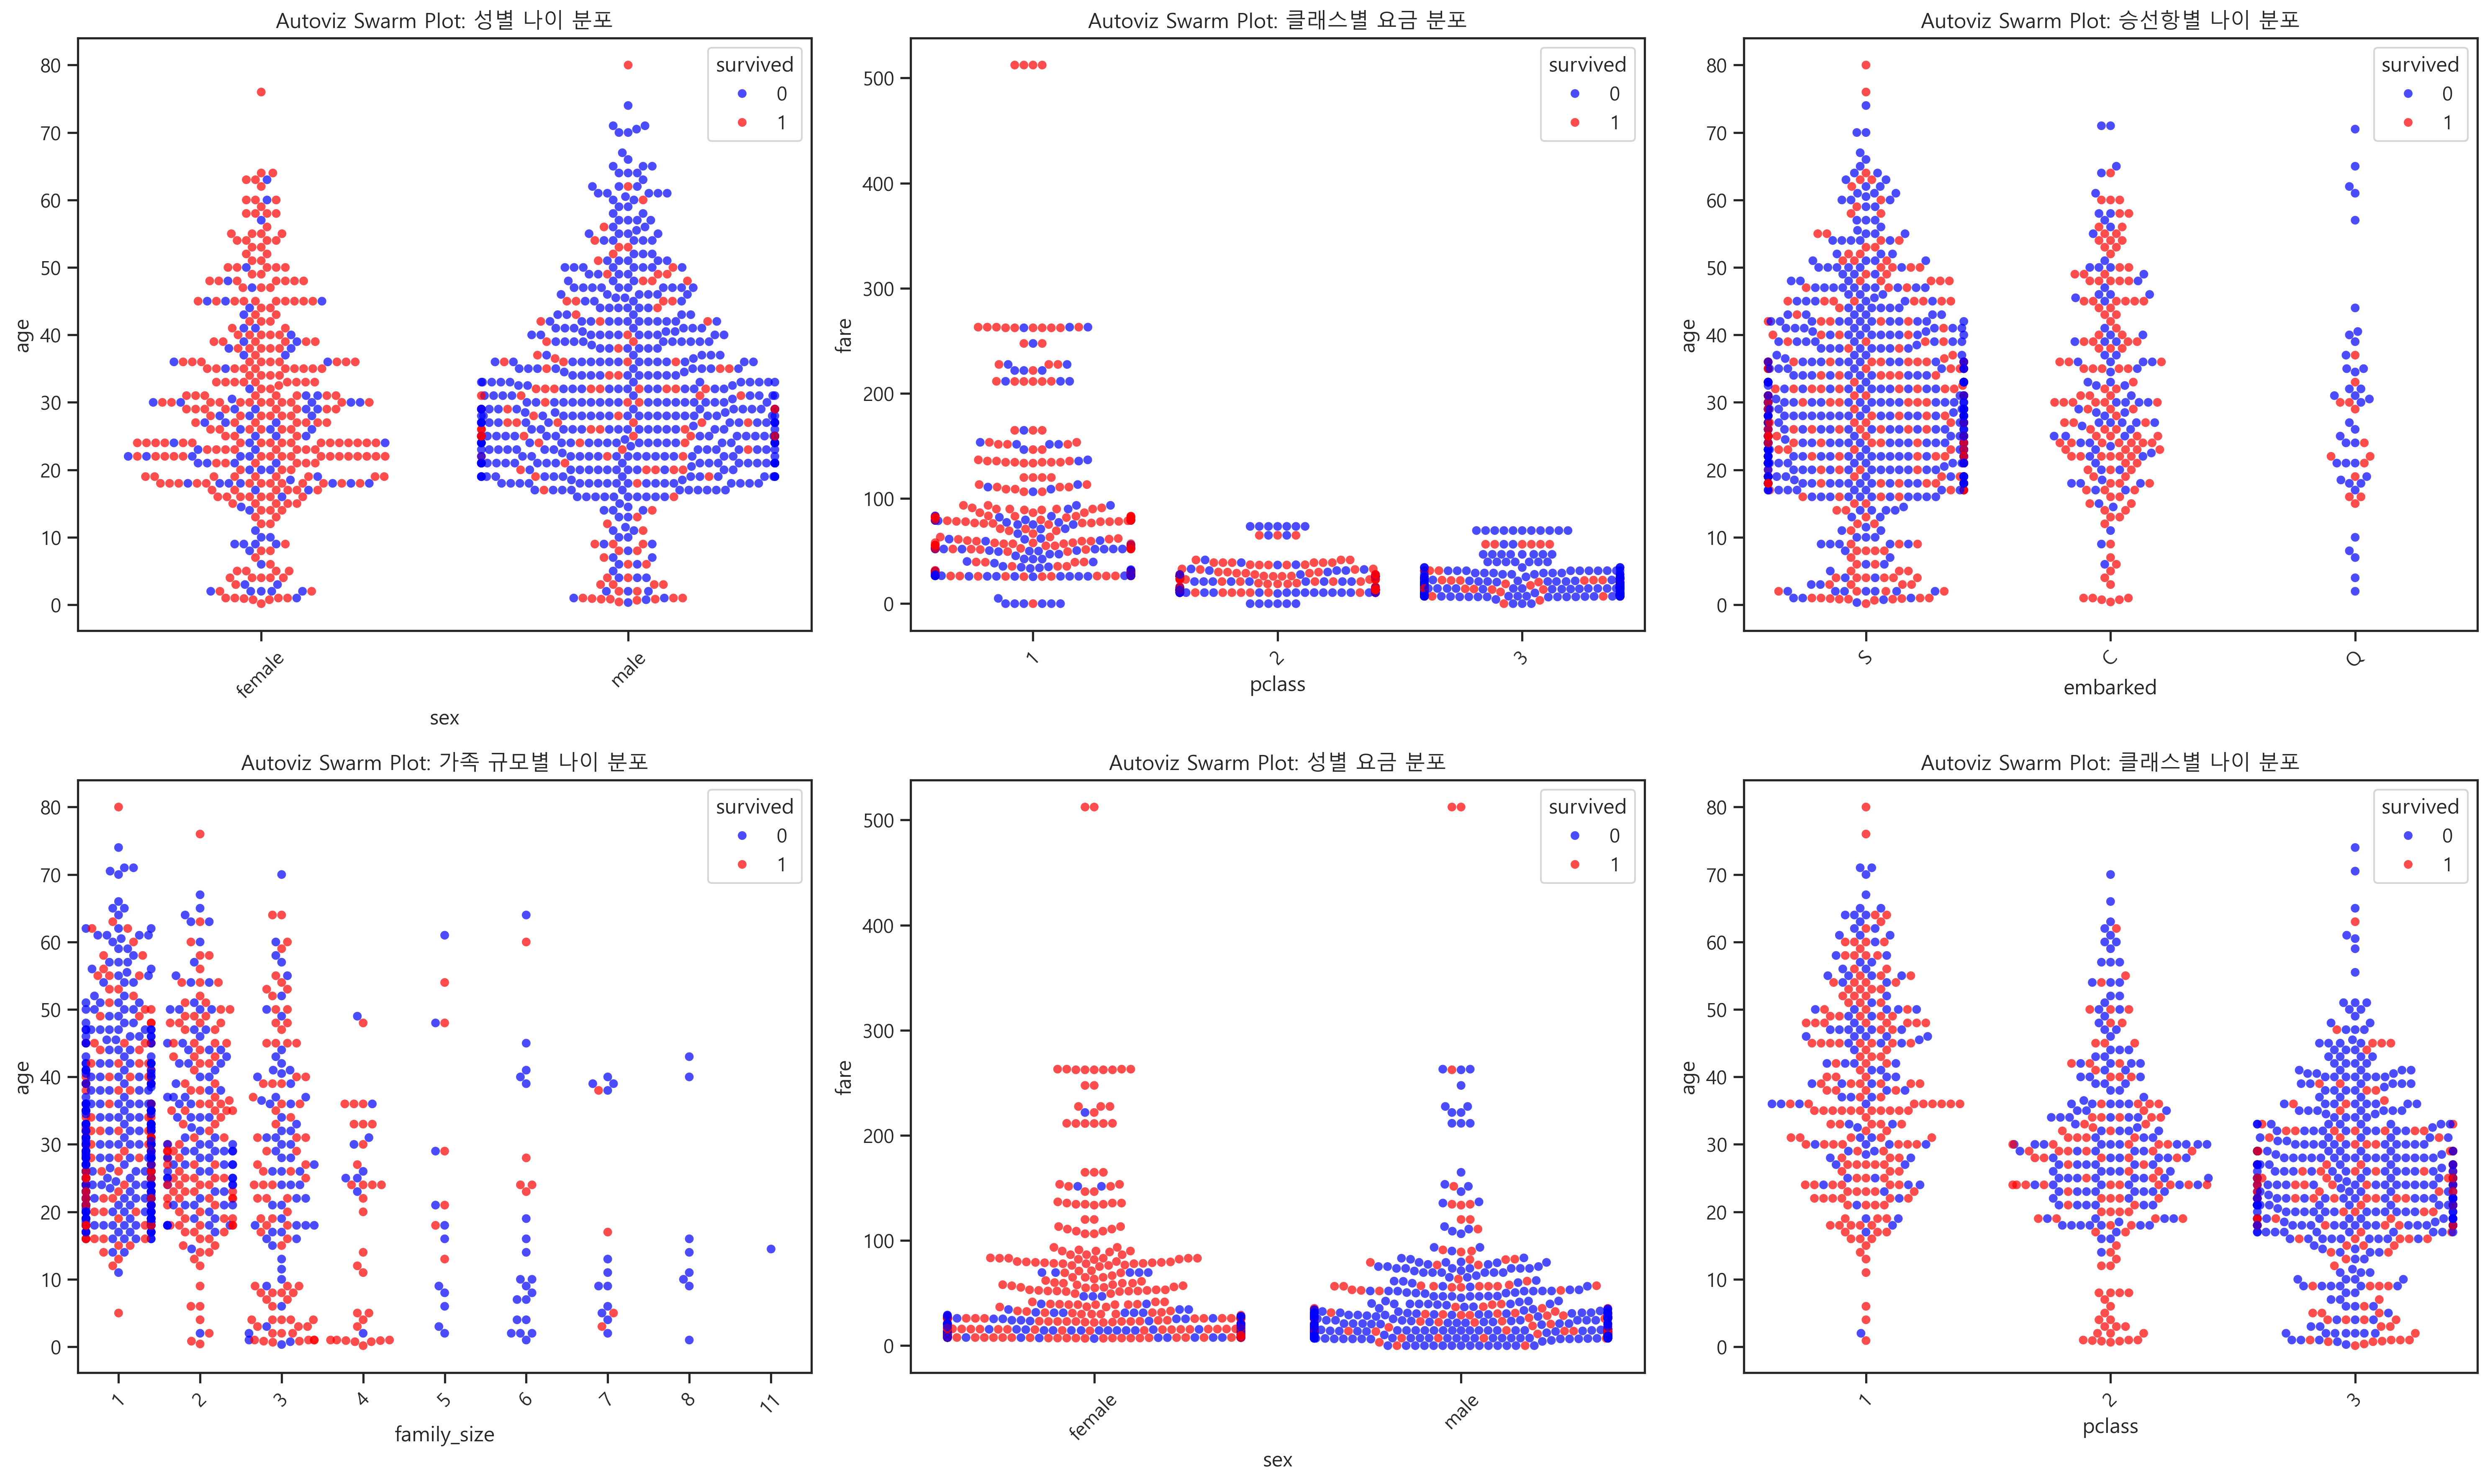 Autoviz Swarm Plot: 성별 나이 분포
survived
0
1
80
70
60
50
40
30
20
10
0
age
female
male
sex
Autoviz Swarm Plot: 클래스별 요금 분포
survived
0
1
500
400
300
200
100
0
fare
1
2
3
pclass
Autoviz Swarm Plot: 승선항별 나이 분포
survived
0
1
80
70
60
50
40
30
20
10
0
age
S
C
Q
embarked
Autoviz Swarm Plot: 가족 규모별 나이 분포
survived
0
1
80
70
60
50
40
30
20
10
0
age
1
2
3
4
5
6
7
8
11
family_size
Autoviz Swarm Plot: 성별 요금 분포
survived
0
1
500
400
300
200
100
0
fare
female
male
sex
Autoviz Swarm Plot: 클래스별 나이 분포
survived
0
1
80
70
60
50
40
30
20
10
0
age
1
2
3
pclass